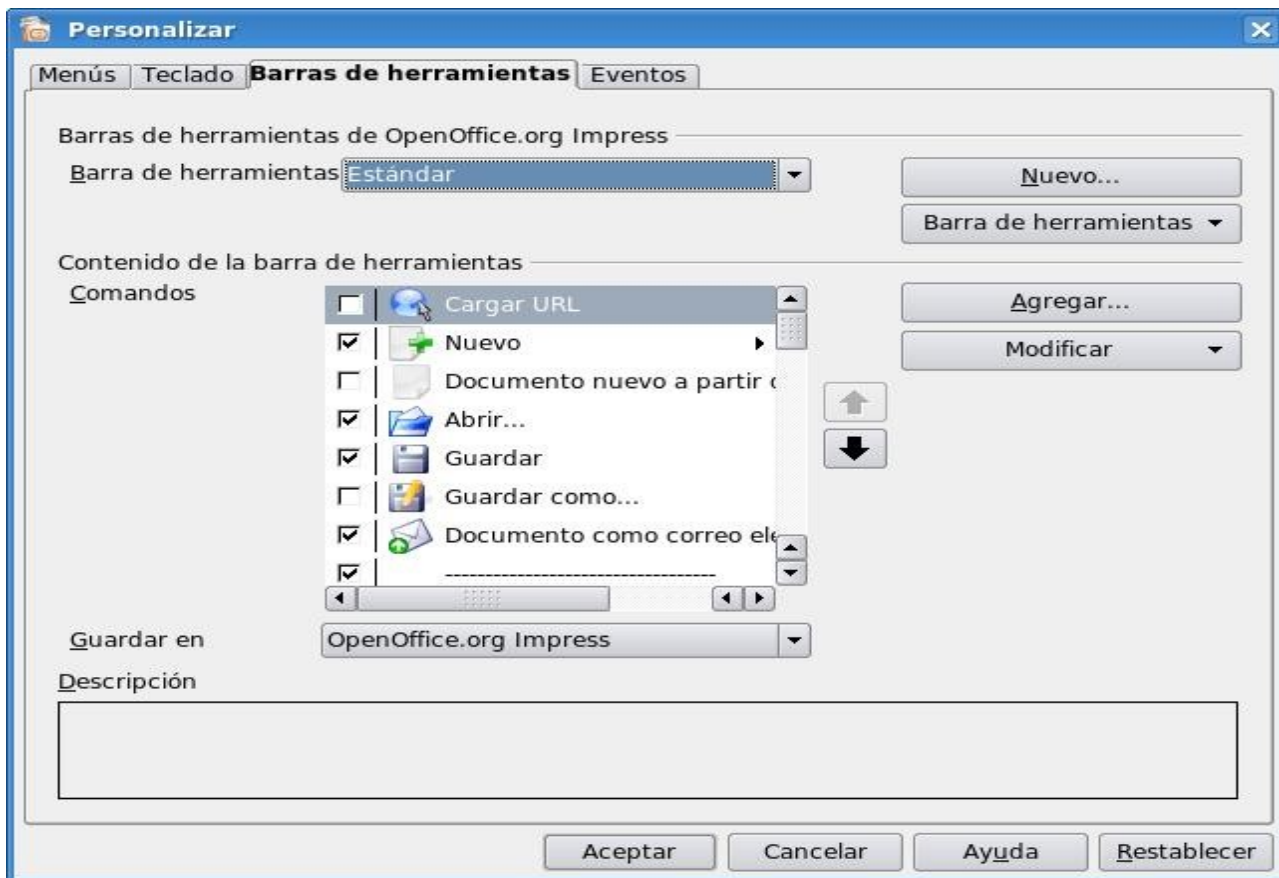 Personalizar
Menús Teclado Barras de herramientas Eventos
Barras de herramientas de OpenOffice.org Impress
Barra de herramientas Estándar Nuevo...
Barra de herramientas
Contenido de la barra de herramientas
Comandos Cargar URL Agregar...
Nuevo Modificar
Documento nuevo a partir
Abrir...
Guardar
Guardar como...
Documento como correo
--------------------------------
Guardar en OpenOffice.org Impress
Descripción
Aceptar Cancelar Ayuda Restablecer